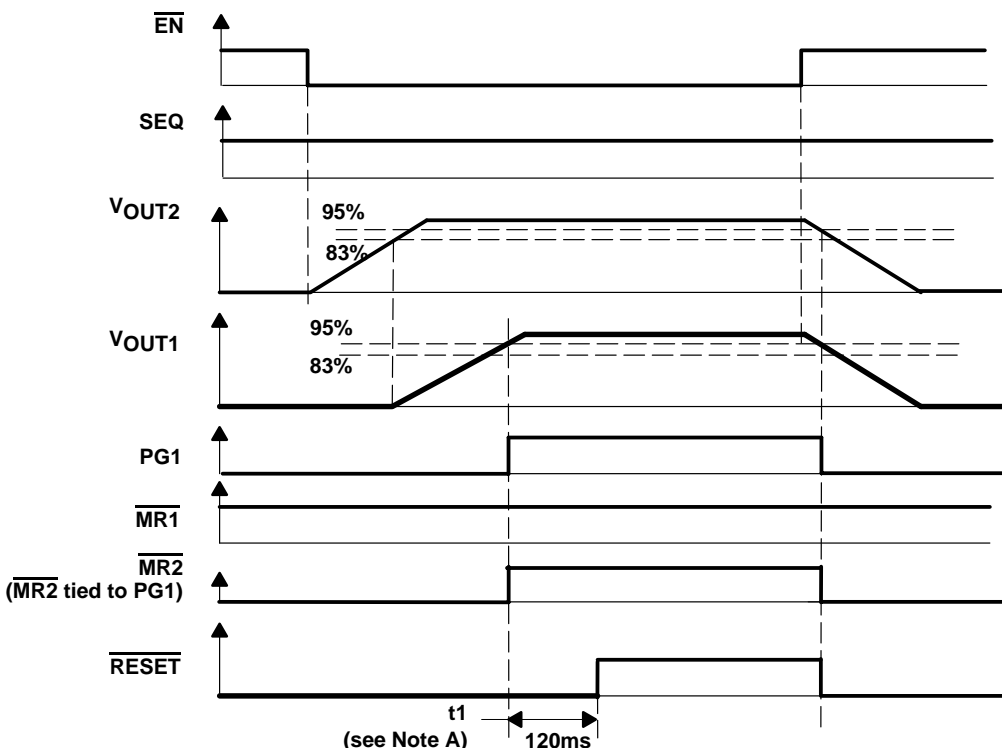 EN
SEQ
VOUT2
95%
83%
VOUT1
95%
83%
PG1
MR1
MR2
(MR2 tied to PG1)
RESET
t1
(see Note A)
120ms